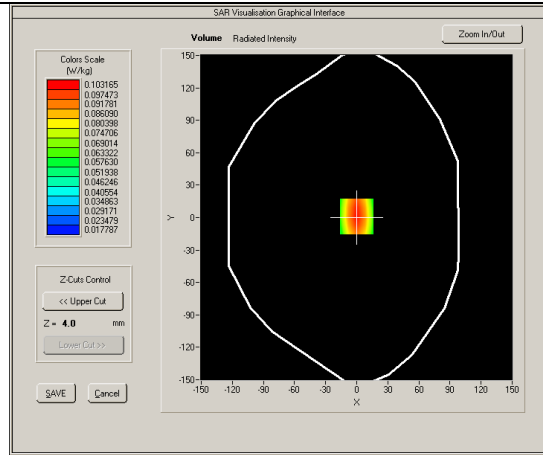 SAR Visualisation Graphical Interface
Volume Radiated Intensity
Zoom In/Out
Colors Scale
(W/kg)
0.103165
0.097473
0.091781
0.086090
0.080398
0.074706
0.069014
0.063322
0.057630
0.051938
0.046246
0.040554
0.034863
0.029171
0.023479
0.017787
Z-Cuts Control
<< Upper Cut
Z = 4.0 mm
Lower Cut >>
SAVE Cancel
150
120
90
60
30
0
-30
-60
-90
-120
-150
Y
-150 -120 -90 -60 -30 0 30 60 90 120 150
X